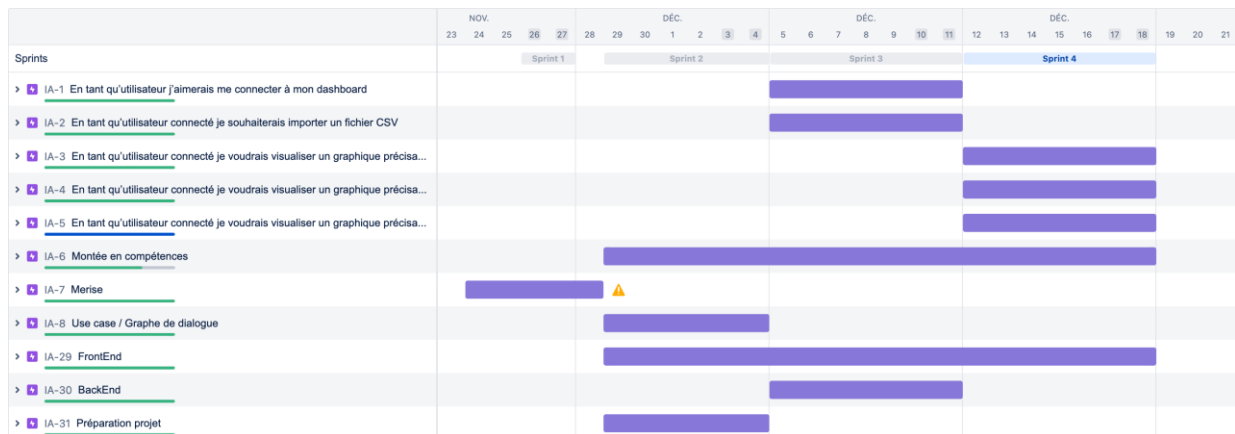 NOV. DÉC. DÉC. DÉC.
23 24 25 26 27 28 29 30 1 2 3 4 5 6 7 8 9 10 11 12 13 14 15 16 17 18 19 20 21
Sprints Sprint 1 Sprint 2 Sprint 3 Sprint 4
IA-1 En tant qu'utilisateur j'aimerais me connecter à mon dashboard
IA-2 En tant qu'utilisateur connecté je souhaiterais importer un fichier CSV
IA-3 En tant qu'utilisateur connecté je voudrais visualiser un graphique précisa...
IA-4 En tant qu'utilisateur connecté je voudrais visualiser un graphique précisa...
IA-5 En tant qu'utilisateur connecté je voudrais visualiser un graphique précisa...
IA-6 Montée en compétences
IA-7 Merise
IA-8 Use case / Graphe de dialogue
IA-29 FrontEnd
IA-30 BackEnd
IA-31 Préparation projet